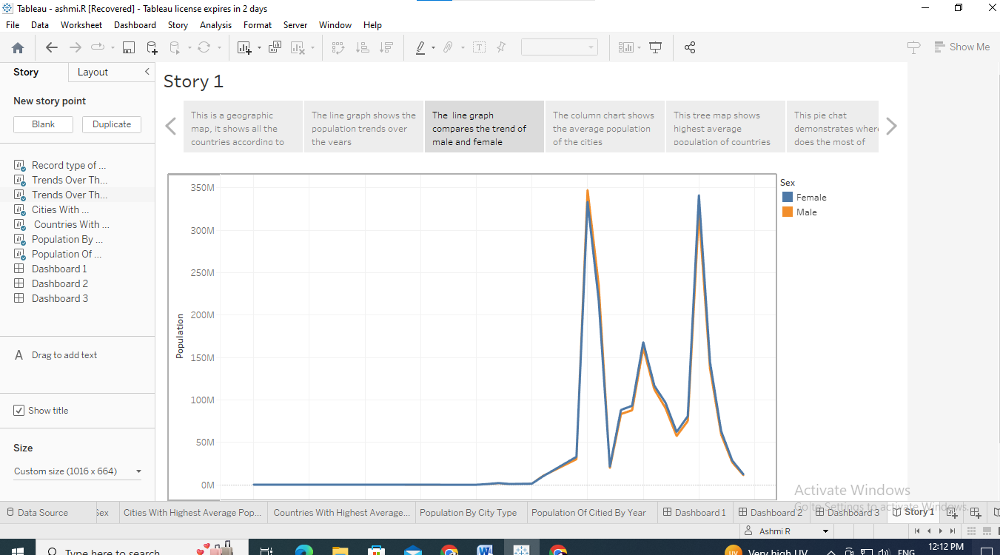 Tableau - ashmi.R [Recovered] - Tableau license expires in 2 days
File Data Worksheet Dashboard Story Analysis Format Server Window Help
Show Me
Story Layout
New story point
Blank Duplicate
Record type of ...
Trends Over Th...
Trends Over Th...
Cities With ...
Countries With ...
Population By ...
Population Of ...
Dashboard 1
Dashboard 2
Dashboard 3
A Drag to add text
Show title
Size
Custom size (1016 x 664)
Story 1
This is a geographic
map, it shows all the
countries according to
The line graph shows the
population trends over
the years
The line graph
compares the trend of
male and female
The column chart shows
the average population
of the cities
This tree map shows
highest average
population of countries
This pie chat
demonstrates where
does the most of
350M
300M
250M
200M
150M
100M
50M
0M
Population
Sex
Female
Male
Activate Windows
Go to Settings to activate Windows.
Data Source Sex Cities With Highest Average Pop... Countries With Highest Average... Population By City Type Population Of Citied By Year Dashboard 1 Dashboard 2 Dashboard 3 Story 1
Ashmi R
Type here to search
UV Very high UV ENG 12:12 PM